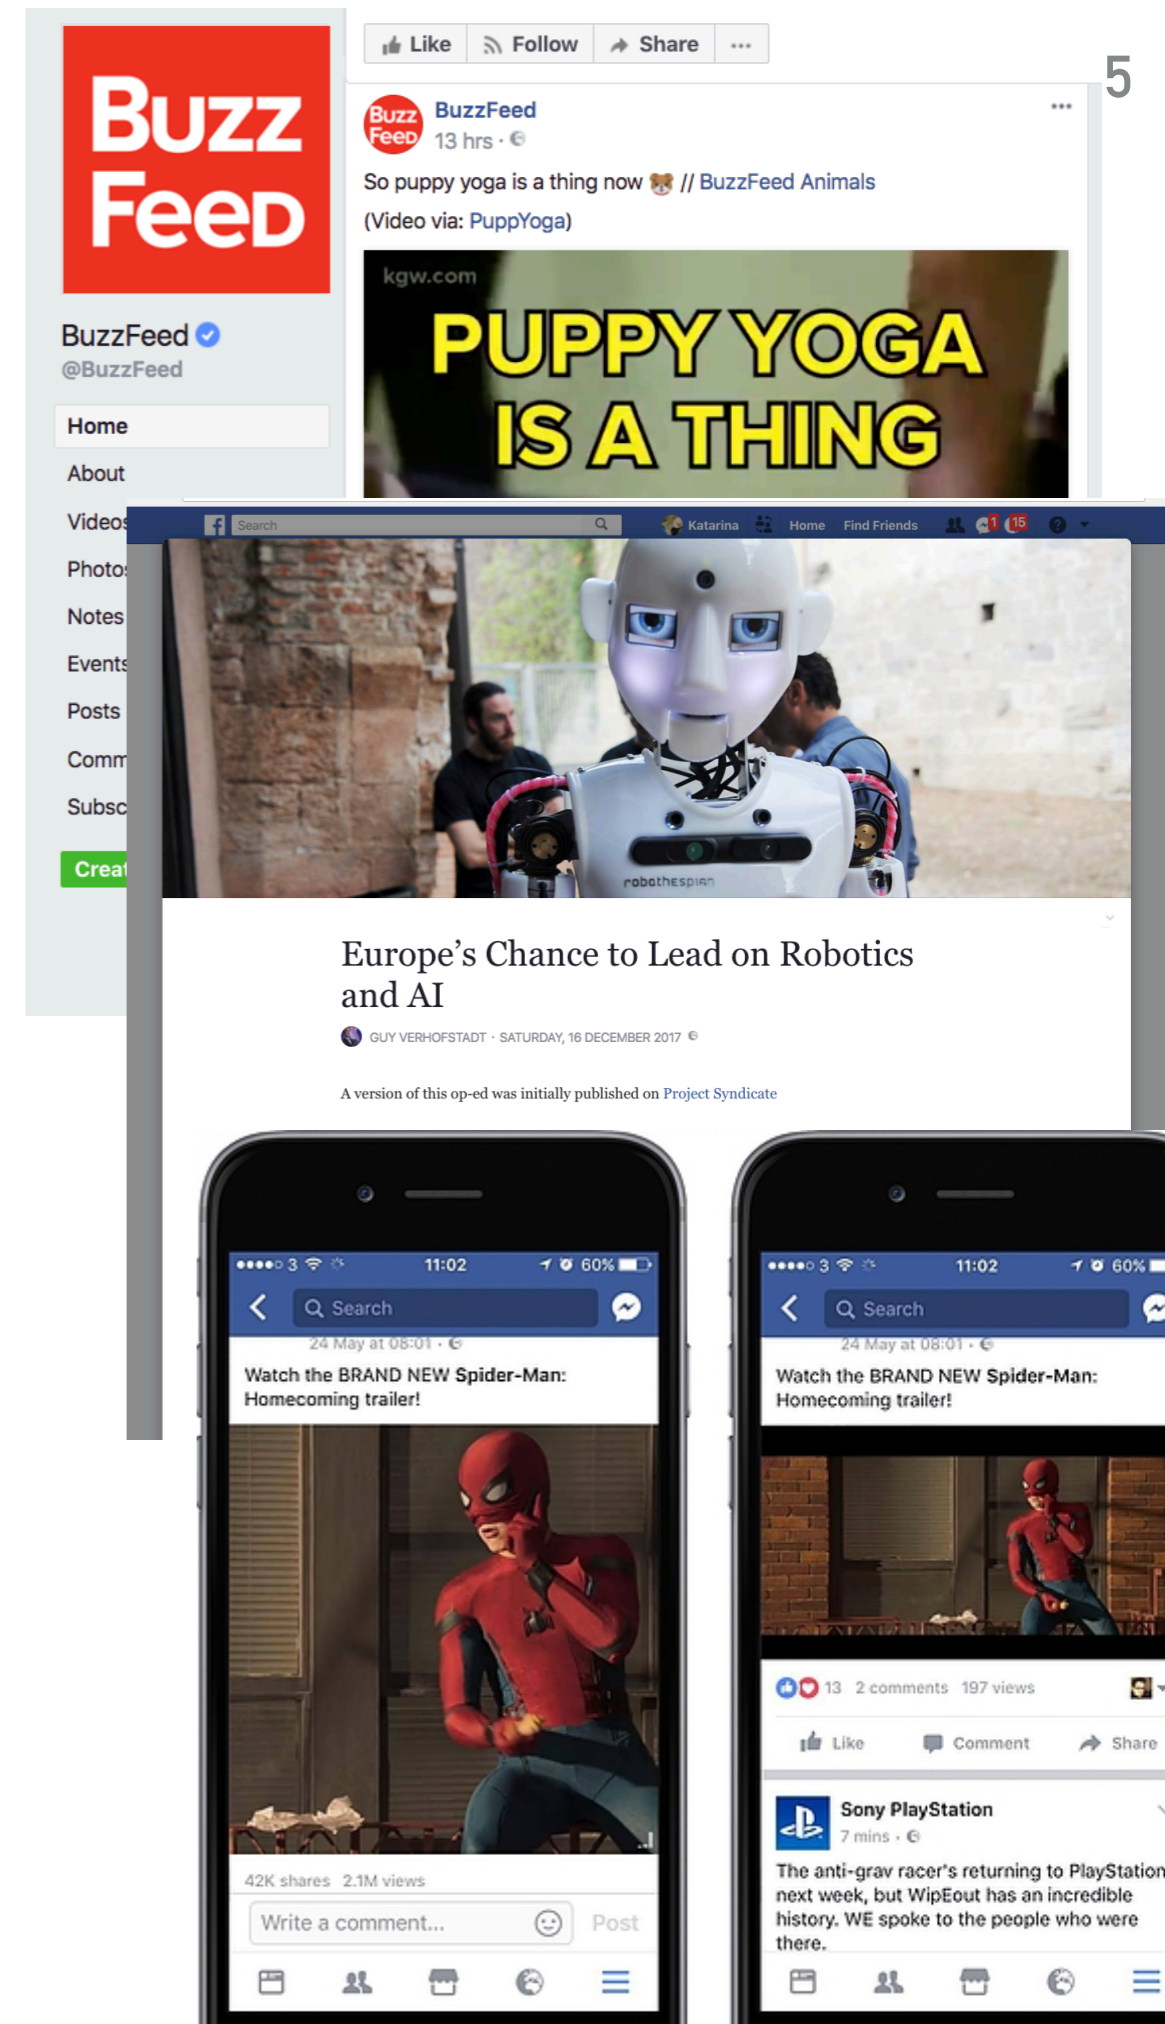 Buzz
FeeD
BuzzFeed
@BuzzFeed
Home
About
Videos
Photos
Notes
Events
Posts
Comm
Subsc
Creat
Like
Follow
Share
5
Buzz
FeeD
BuzzFeed
13 hrs ·
So puppy yoga is a thing now // BuzzFeed Animals
(Video via: PuppYoga)
kgw.com
PUPPY YOGA
IS A THING
f
Search
Katarina
Home
Find Friends
1
15
?
robothespian
Europe's Chance to Lead on Robotics
and AI
GUY VERHOFSTADT · SATURDAY, 16 DECEMBER 2017
A version of this op-ed was initially published on Project Syndicate
3
11:02
60%
Search
24 May at 08:01 ·
Watch the BRAND NEW Spider-Man:
Homecoming trailer!
42K shares 2.1M views
Write a comment...
Post
3
11:02
60%
Search
24 May at 08:01 ·
Watch the BRAND NEW Spider-Man:
Homecoming trailer!
13 2 comments 197 views
Like
Comment
Share
Sony PlayStation
7 mins ·
The anti-grav racer's returning to PlayStation
next week, but WipEout has an incredible
history. WE spoke to the people who were
there.